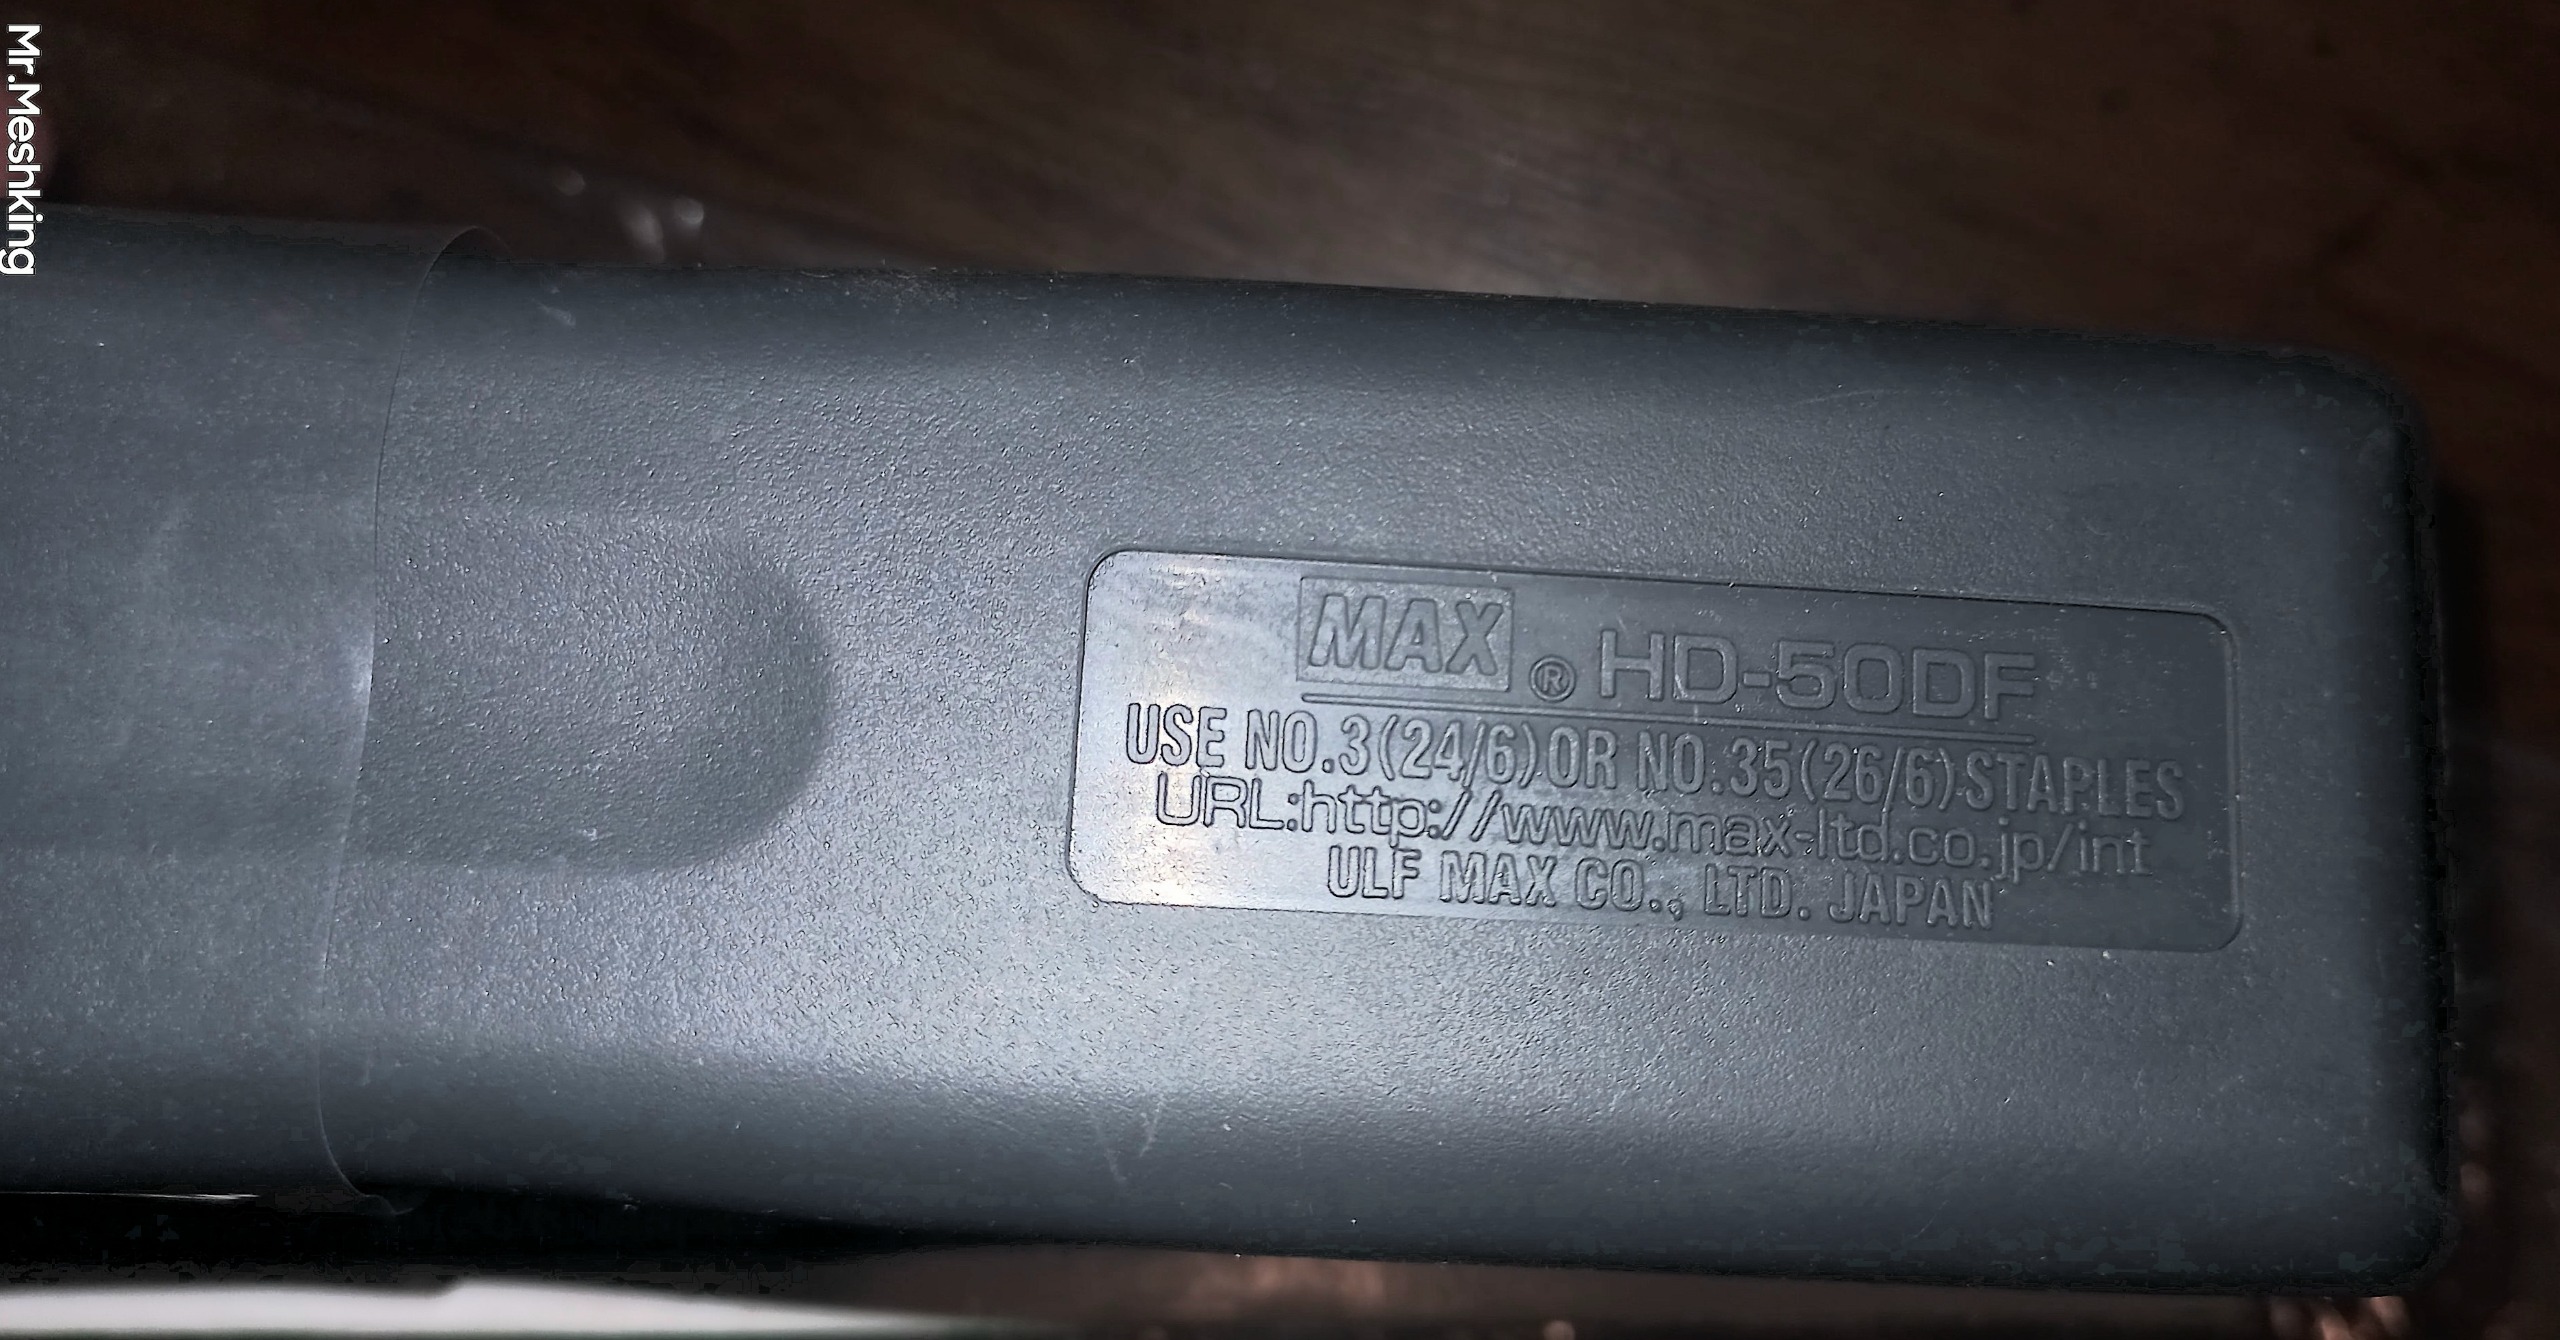 MAX ® HD-50DF
USE NO.3(24/6)OR NO.35(26/6)STAPLES
URL:http://www.max-ltd.co.jp/int
ULF MAX CO., LTD. JAPAN
Mr.Meshking